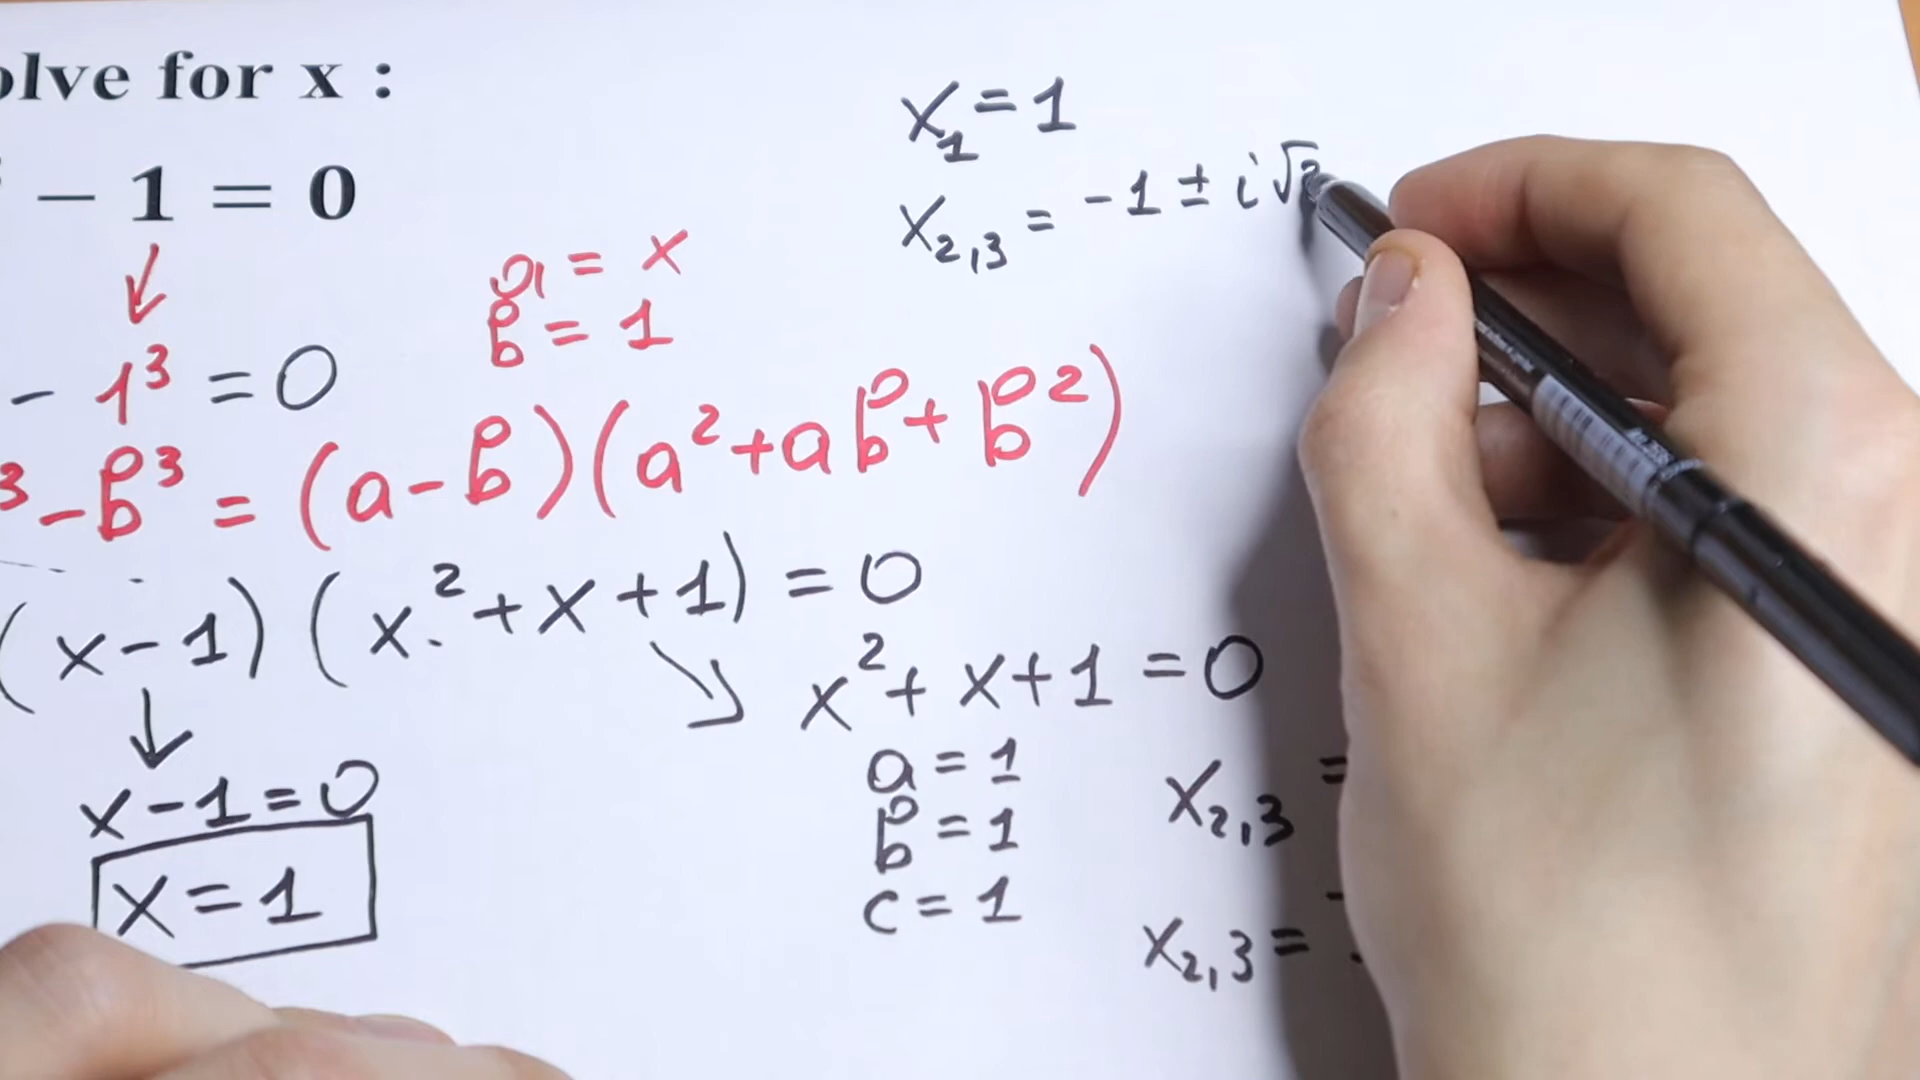 olve for x :
− 1 = 0
- 1³ = 0
a = x
b = 1
³ - b³ = (a - b)(a² + ab + b²)
(x - 1)(x² + x + 1) = 0
x - 1 = 0
x = 1
x² + x + 1 = 0
a = 1
b = 1
c = 1
x₂,₃ =
x₂,₃ =
x₁ = 1
x₂,₃ = -1 ± i√